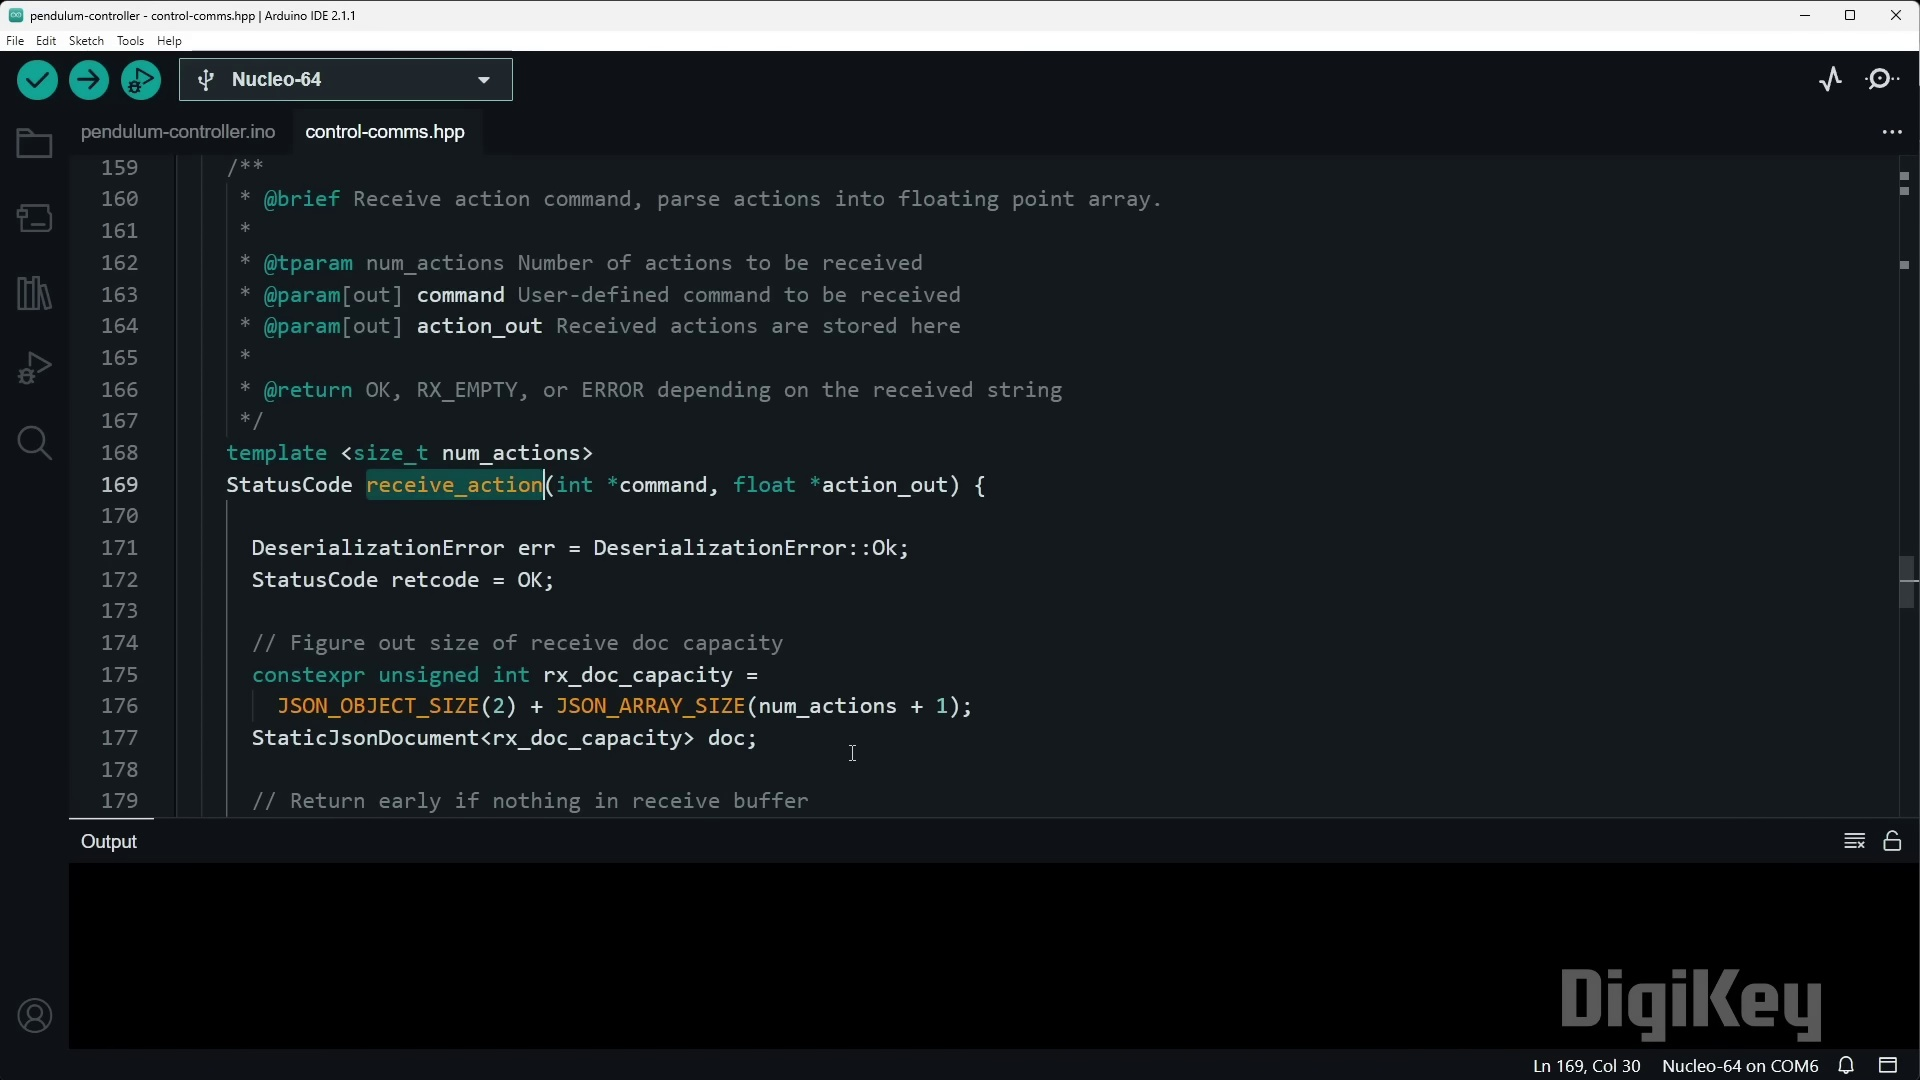 pendulum-controller - control-comms.hpp | Arduino IDE 2.1.1
File Edit Sketch Tools Help
Nucleo-64
pendulum-controller.ino control-comms.hpp
159 /**
160 * @brief Receive action command, parse actions into floating point array.
161 *
162 * @tparam num_actions Number of actions to be received
163 * @param[out] command User-defined command to be received
164 * @param[out] action_out Received actions are stored here
165 *
166 * @return OK, RX_EMPTY, or ERROR depending on the received string
167 */
168 template <size_t num_actions>
169 StatusCode receive_action(int *command, float *action_out) {
170
171 DeserializationError err = DeserializationError::Ok;
172 StatusCode retcode = OK;
173
174 // Figure out size of receive doc capacity
175 constexpr unsigned int rx_doc_capacity =
176 JSON_OBJECT_SIZE(2) + JSON_ARRAY_SIZE(num_actions + 1);
177 StaticJsonDocument<rx_doc_capacity> doc;
178
179 // Return early if nothing in receive buffer
Output
DigiKey
Ln 169, Col 30 Nucleo-64 on COM6